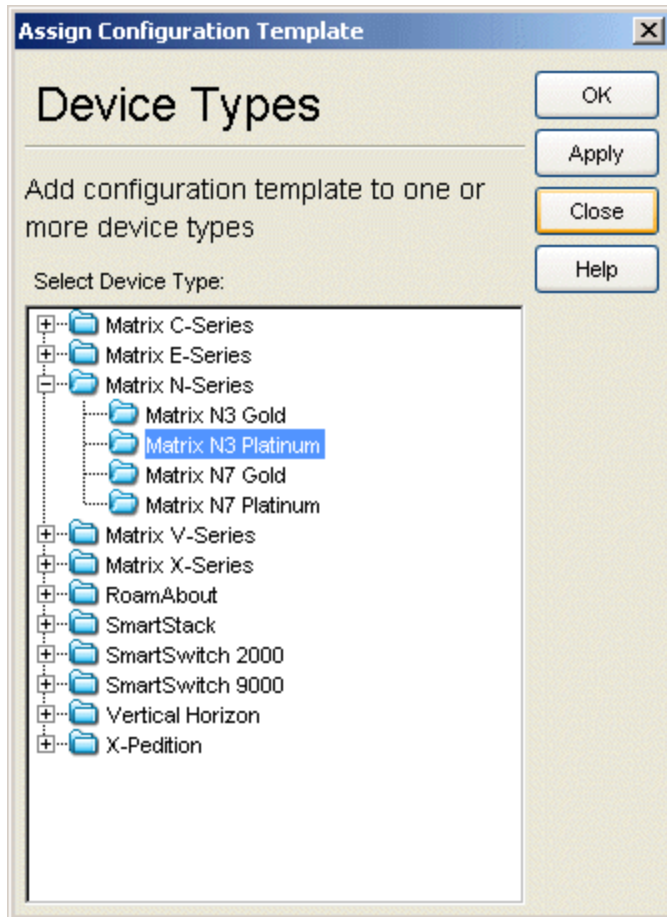 Assign Configuration Template
Device Types
Add configuration template to one or
more device types
Select Device Type:
Matrix C-Series
Matrix E-Series
Matrix N-Series
Matrix N3 Gold
Matrix N3 Platinum
Matrix N7 Gold
Matrix N7 Platinum
Matrix V-Series
Matrix X-Series
RoamAbout
SmartStack
SmartSwitch 2000
SmartSwitch 9000
Vertical Horizon
X-Pedition
OK
Apply
Close
Help